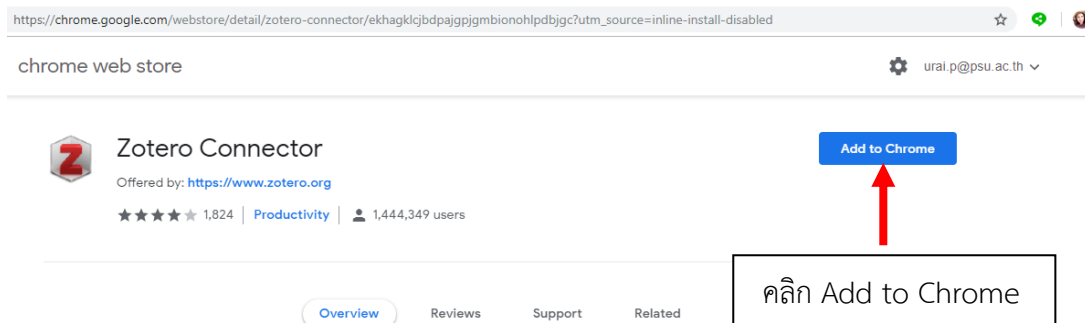 https://chrome.google.com/webstore/detail/zotero-connector/ekhagklcjbdpajgpjgmbionohlpdbjgc?utm_source=inline-install-disabled
chrome web store
urai.p@psu.ac.th
Zotero Connector
Add to Chrome
Offered by: https://www.zotero.org
1,824 | Productivity | 1,444,349 users
คลิก Add to Chrome
Overview Reviews Support Related